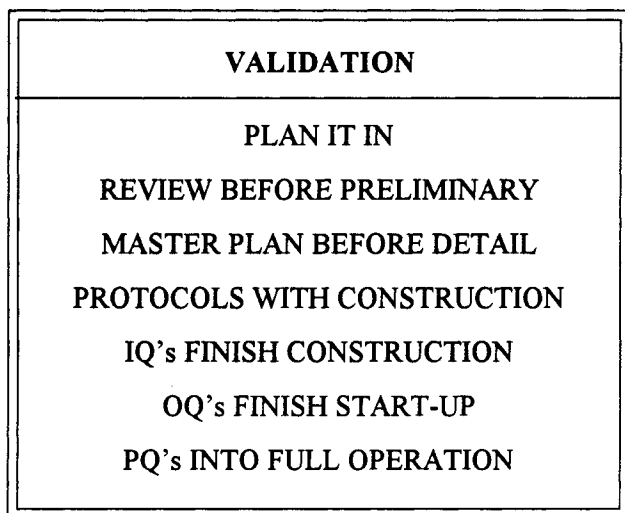 VALIDATION
PLAN IT IN
REVIEW BEFORE PRELIMINARY
MASTER PLAN BEFORE DETAIL
PROTOCOLS WITH CONSTRUCTION
IQ's FINISH CONSTRUCTION
OQ's FINISH START-UP
PQ's INTO FULL OPERATION